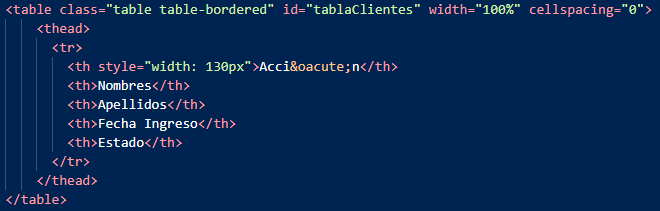 <table class="table table-bordered" id="tablaClientes" width="100%" cellspacing="0">
<thead>
<tr>
<th style="width: 130px">Acci&oacute;n</th>
<th>Nombres</th>
<th>Apellidos</th>
<th>Fecha Ingreso</th>
<th>Estado</th>
</tr>
</thead>
</table>